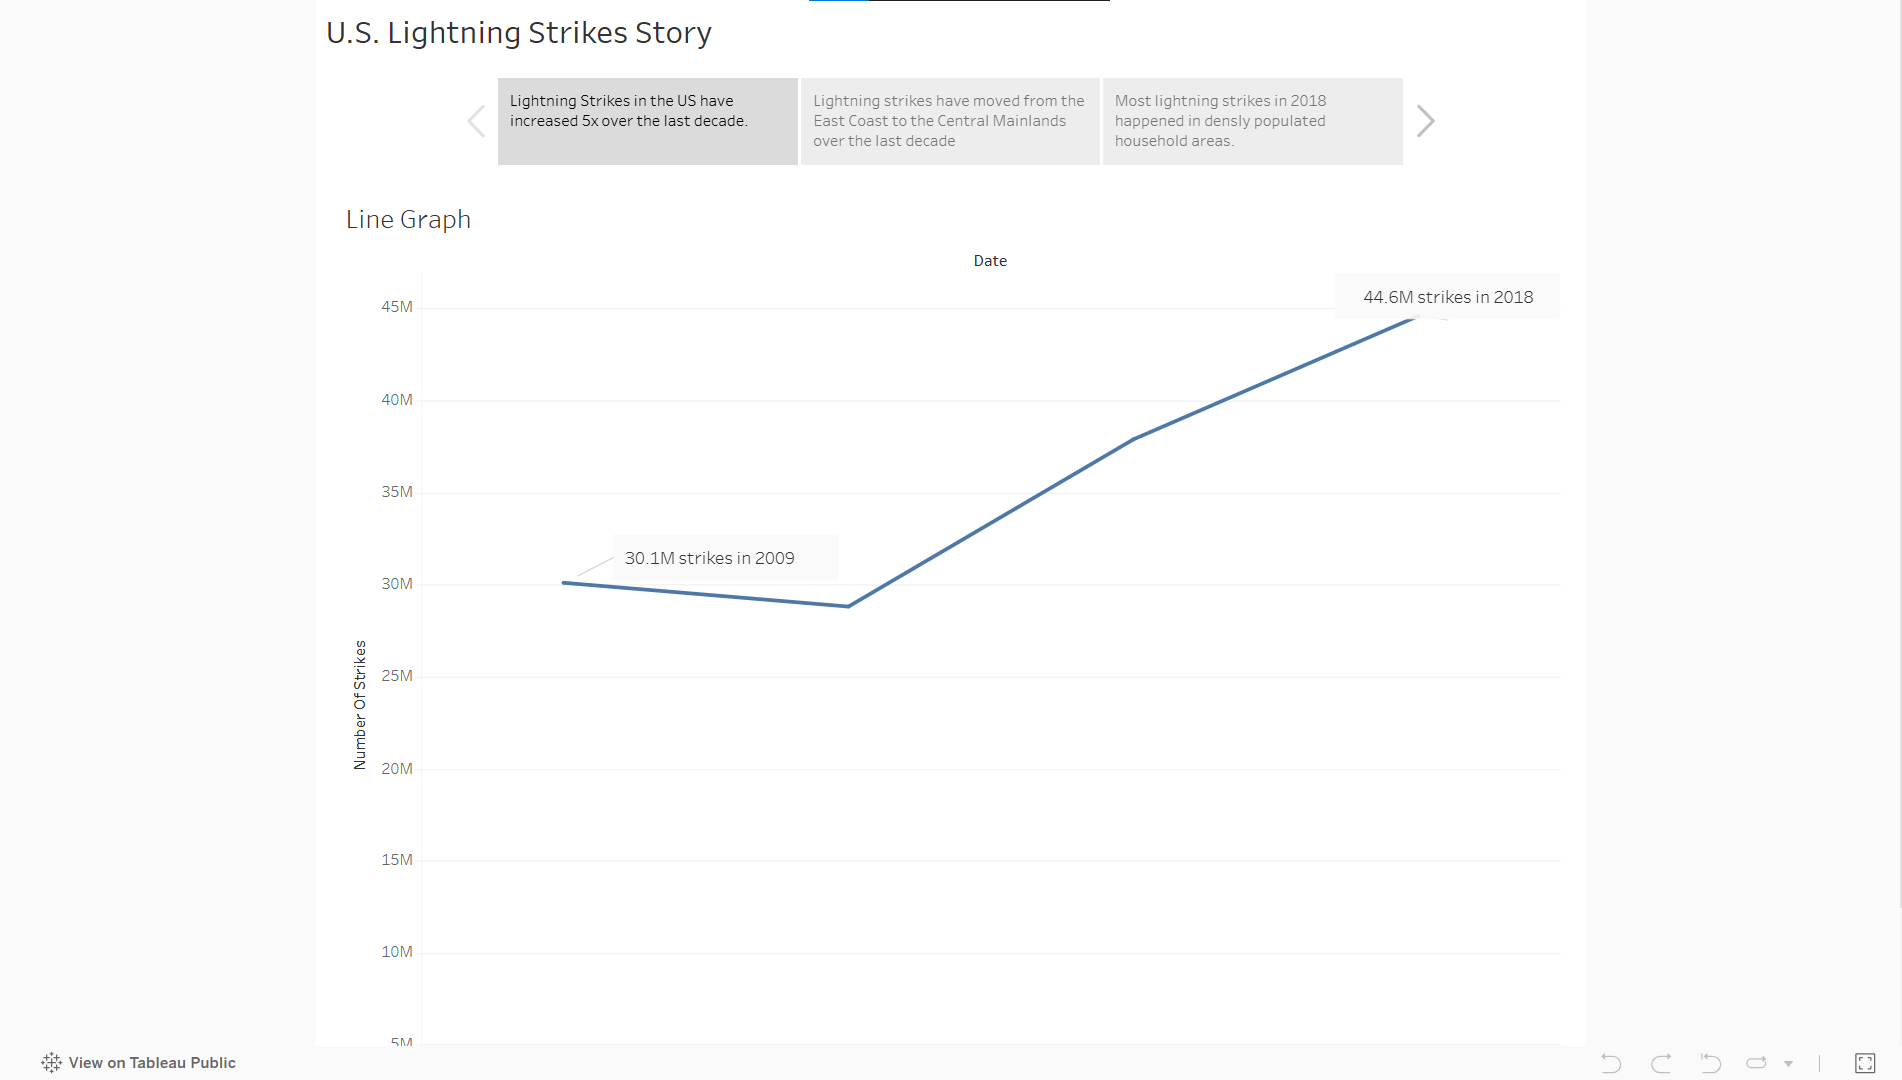 U.S. Lightning Strikes Story
Lightning Strikes in the US have
increased 5x over the last decade.
Lightning strikes have moved from the
East Coast to the Central Mainlands
over the last decade
Most lightning strikes in 2018
happened in densly populated
household areas.
Line Graph
Date
44.6M strikes in 2018
45M
40M
35M
30.1M strikes in 2009
30M
Number Of Strikes
25M
20M
15M
10M
5M
View on Tableau Public